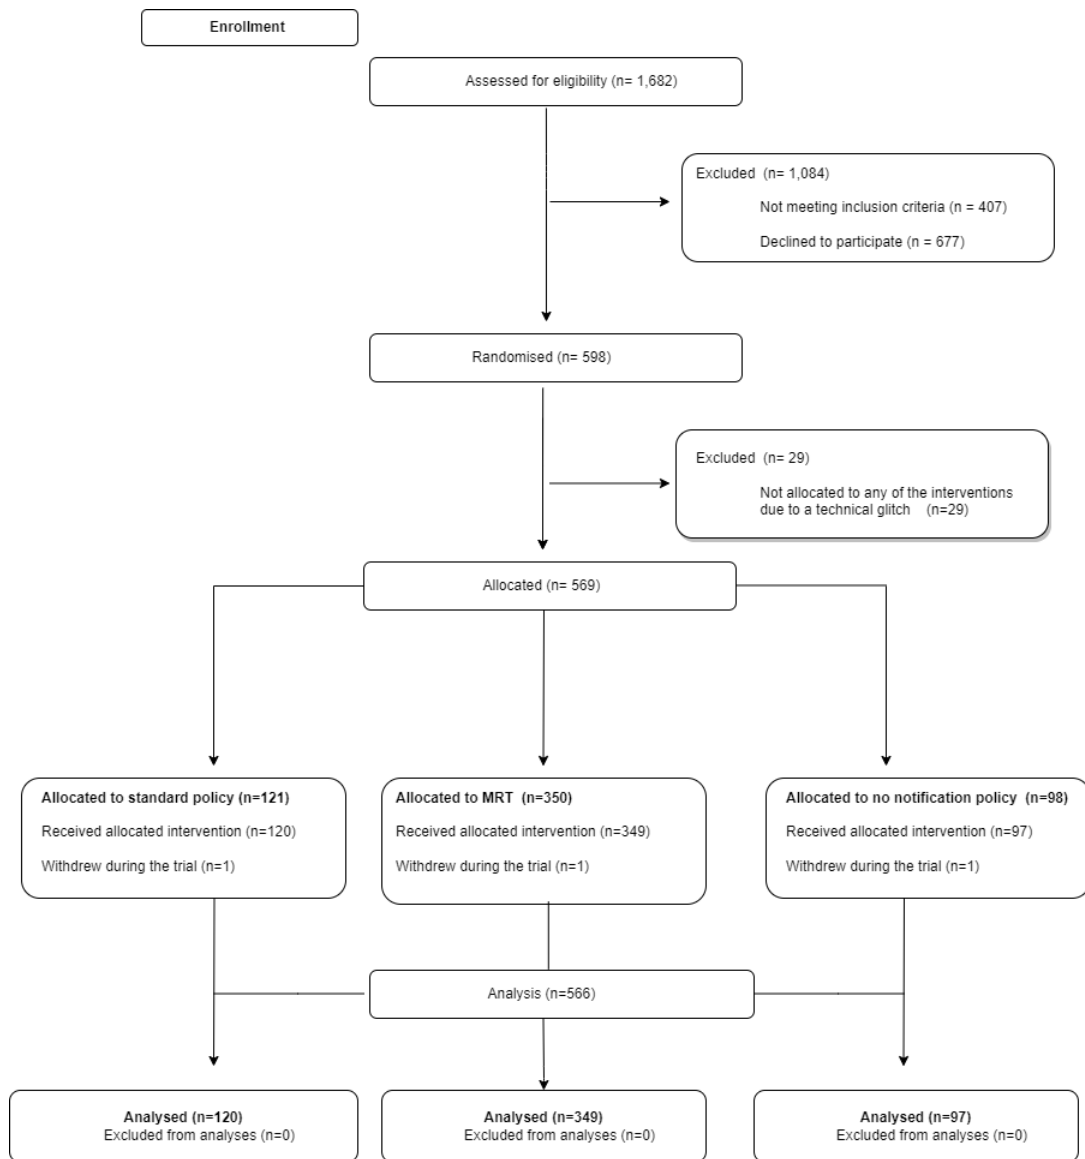 Enrollment
Assessed for eligibility (n= 1,682)
Excluded (n= 1,084)
Not meeting inclusion criteria (n = 407)
Declined to participate (n = 677)
Randomised (n= 598)
Excluded (n= 29)
Not allocated to any of the interventions
due to a technical glitch (n=29)
Allocated (n= 569)
Allocated to standard policy (n=121)
Received allocated intervention (n=120)
Withdrew during the trial (n=1)
Allocated to MRT (n=350)
Received allocated intervention (n=349)
Withdrew during the trial (n=1)
Allocated to no notification policy (n=98)
Received allocated intervention (n=97)
Withdrew during the trial (n=1)
Analysis (n=566)
Analysed (n=120)
Excluded from analyses (n=0)
Analysed (n=349)
Excluded from analyses (n=0)
Analysed (n=97)
Excluded from analyses (n=0)